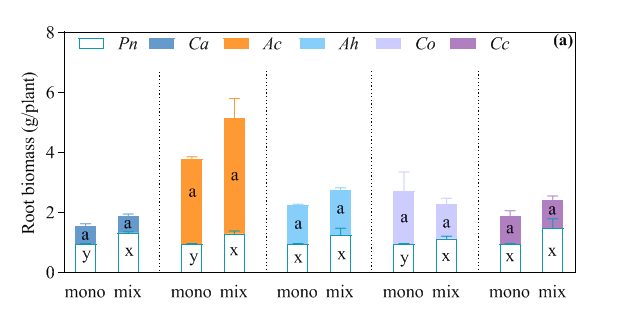 8
Pn Ca Ac Ah Co Cc (a)
6
4
2
0
Root biomass (g/plant)
a a a a a a a a a a
y x y x x x y x x x
mono mix mono mix mono mix mono mix mono mix